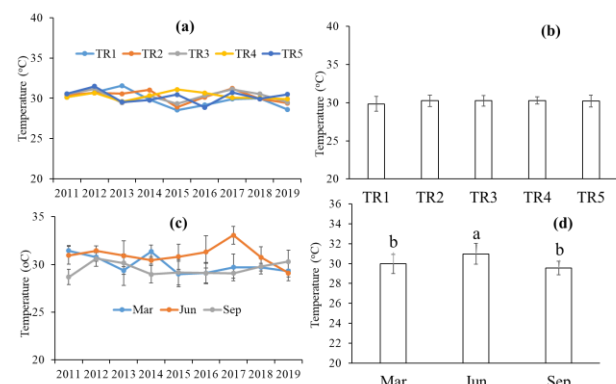 (a)
TR1 TR2 TR3 TR4 TR5
Temperature (°C)
40
35
30
25
20
2011 2012 2013 2014 2015 2016 2017 2018 2019
(b)
Temperature (°C)
40
35
30
25
20
TR1 TR2 TR3 TR4 TR5
(c)
Temperature (oC)
35
30
25
20
Mar Jun Sep
2011 2012 2013 2014 2015 2016 2017 2018 2019
(d)
Temperature (°C)
36
34
32
30
28
26
24
22
20
b a b
Mar Jun Sep